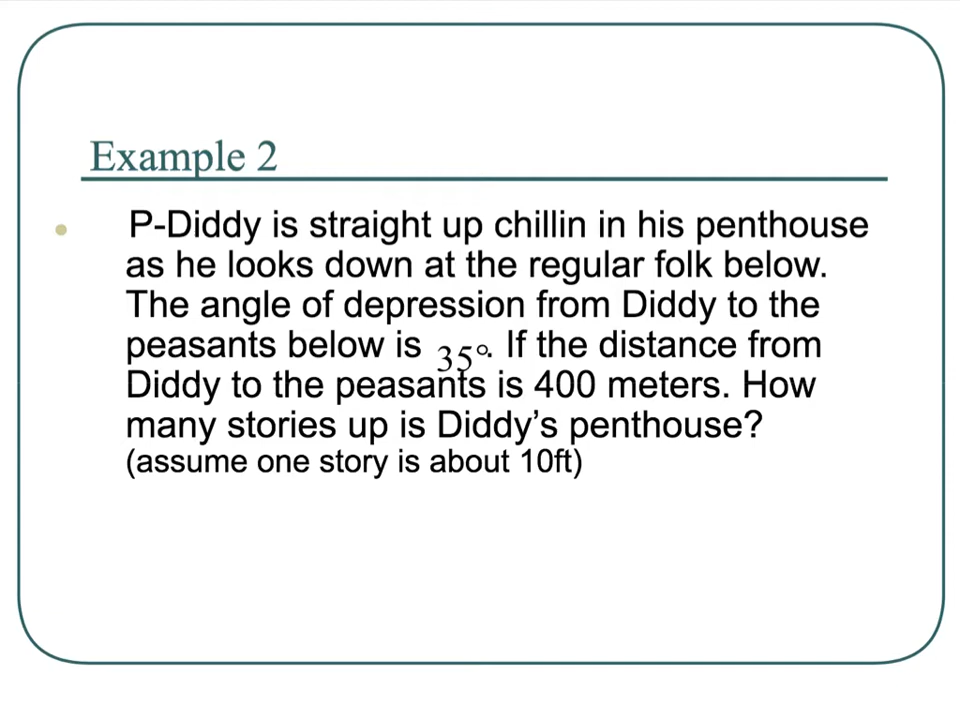 Example 2
P-Diddy is straight up chillin in his penthouse
as he looks down at the regular folk below.
The angle of depression from Diddy to the
peasants below is 35°. If the distance from
Diddy to the peasants is 400 meters. How
many stories up is Diddy’s penthouse?
(assume one story is about 10ft)